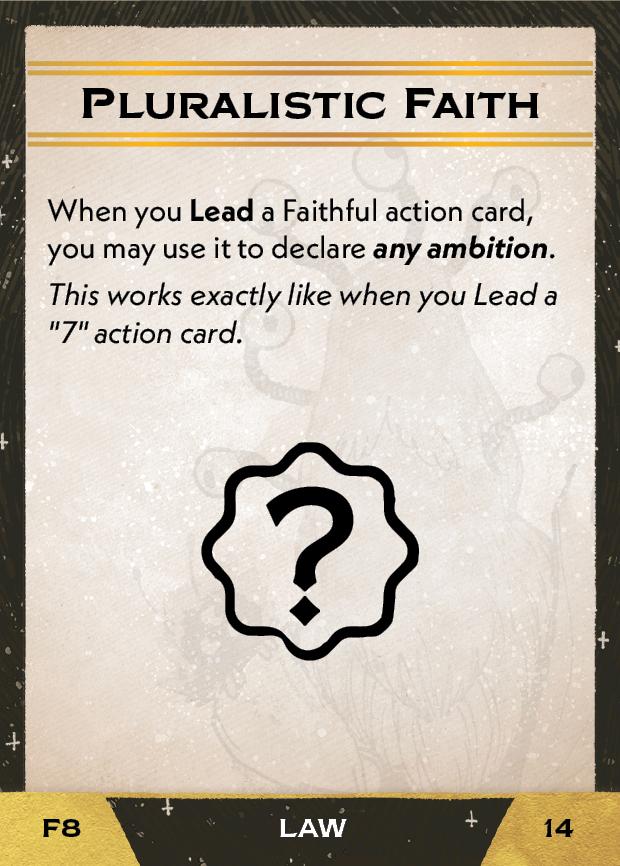 Pluralistic Faith
When you Lead a Faithful action card,
you may use it to declare any ambition.
This works exactly like when you Lead a
"7" action card.
?
F8
LAW
14